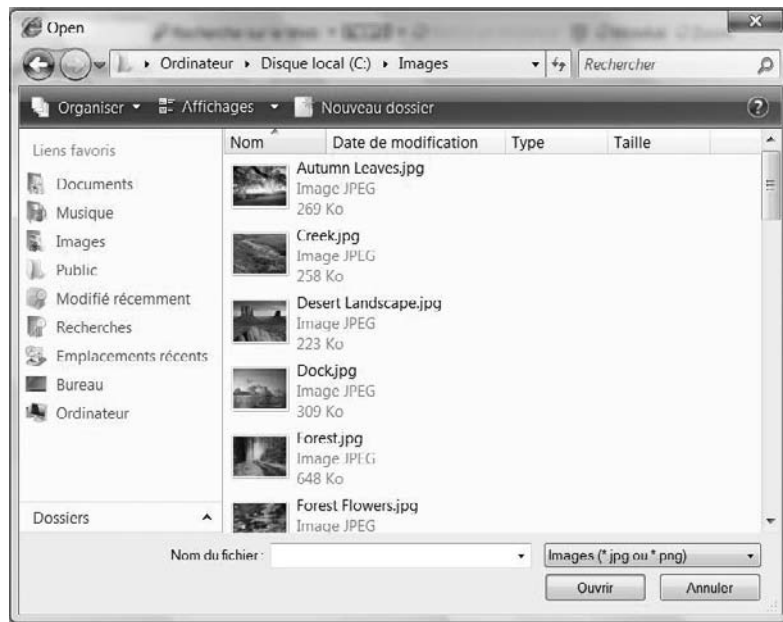 Open
Ordinateur Disque local (C:) Images
Rechercher
Organiser Affichages Nouveau dossier
Liens favoris
Documents
Musique
Images
Public
Modifié récemment
Recherches
Emplacements récents
Bureau
Ordinateur
Dossiers
Nom Date de modification Type Taille
Autumn Leaves.jpg
Image JPEG
269 Ko
Creek.jpg
Image JPEG
258 Ko
Desert Landscape.jpg
Image JPEG
223 Ko
Dock.jpg
Image JPEG
309 Ko
Forest.jpg
Image JPEG
648 Ko
Forest Flowers.jpg
Image JPEG
Nom du fichier :
Images (*.jpg ou *.png)
Ouvrir Annuler